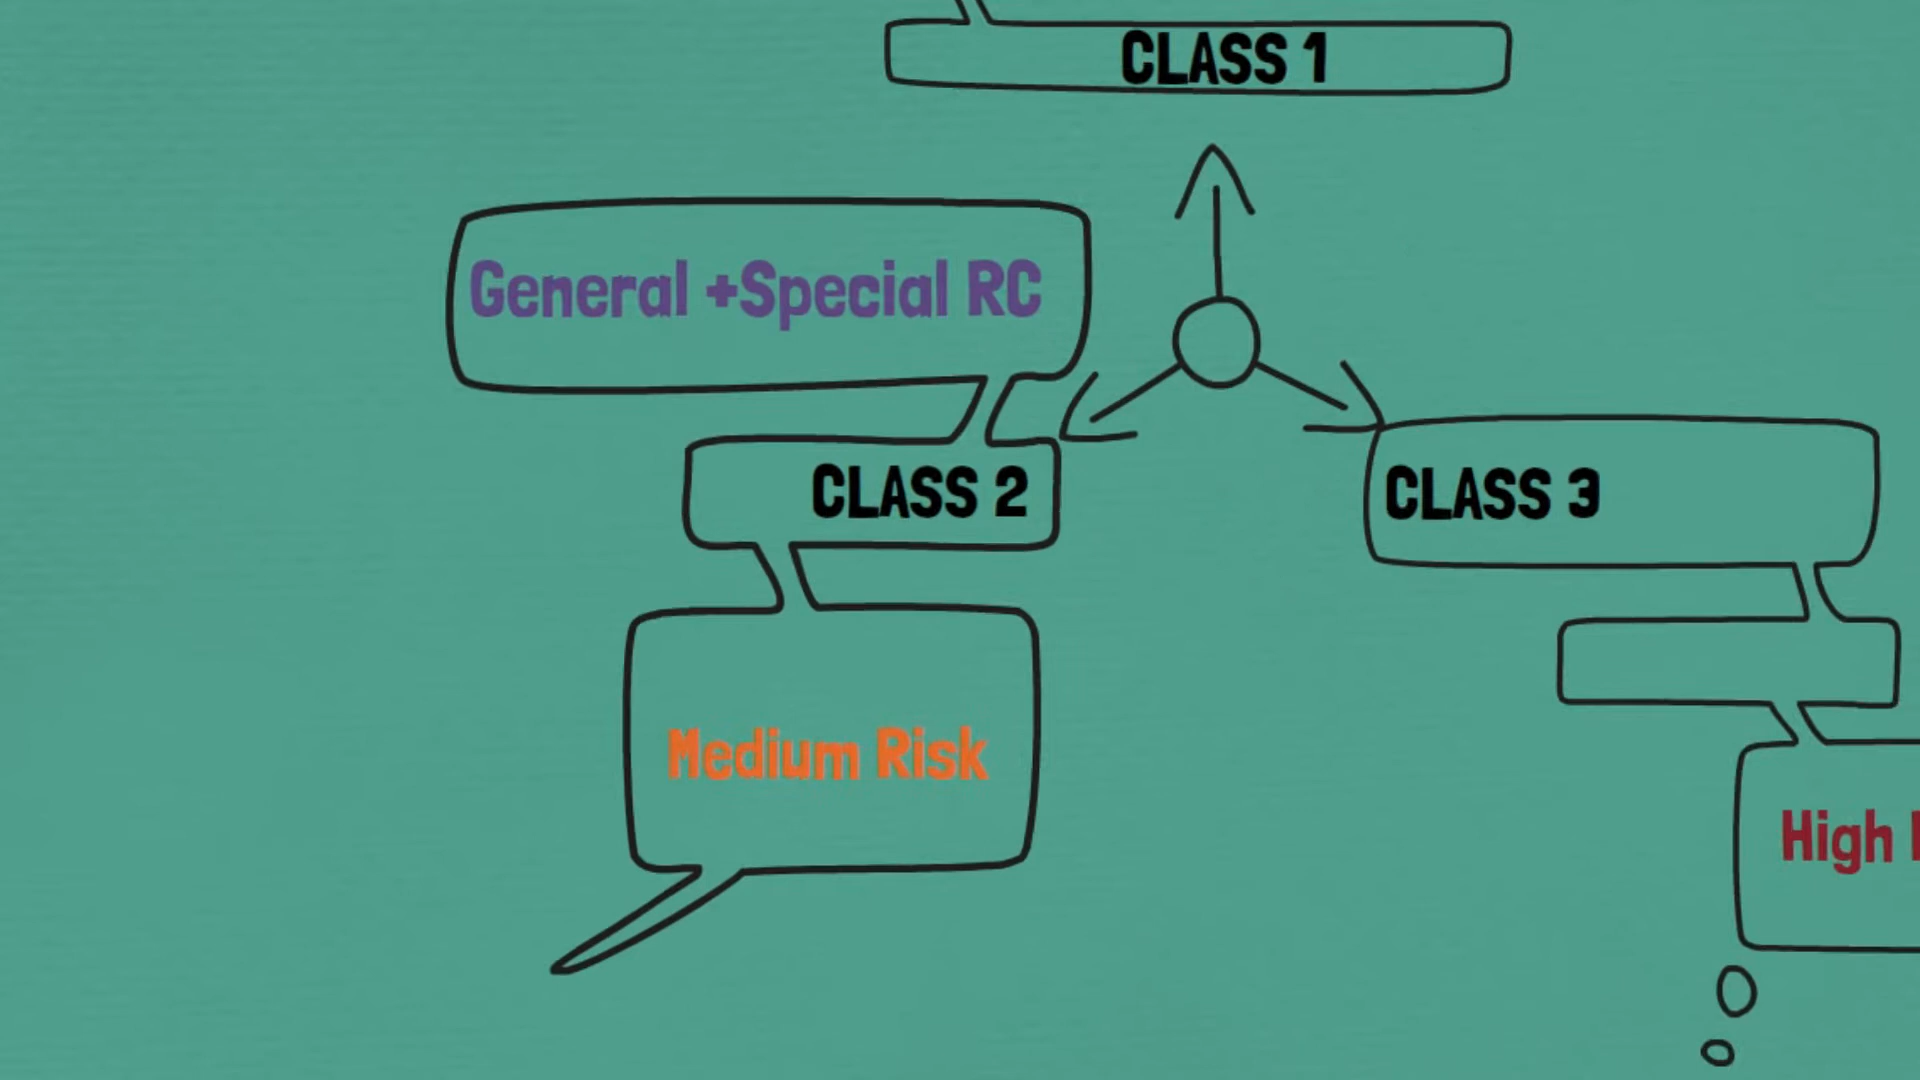 CLASS 1
General +Special RC
CLASS 2
CLASS 3
Medium Risk
High